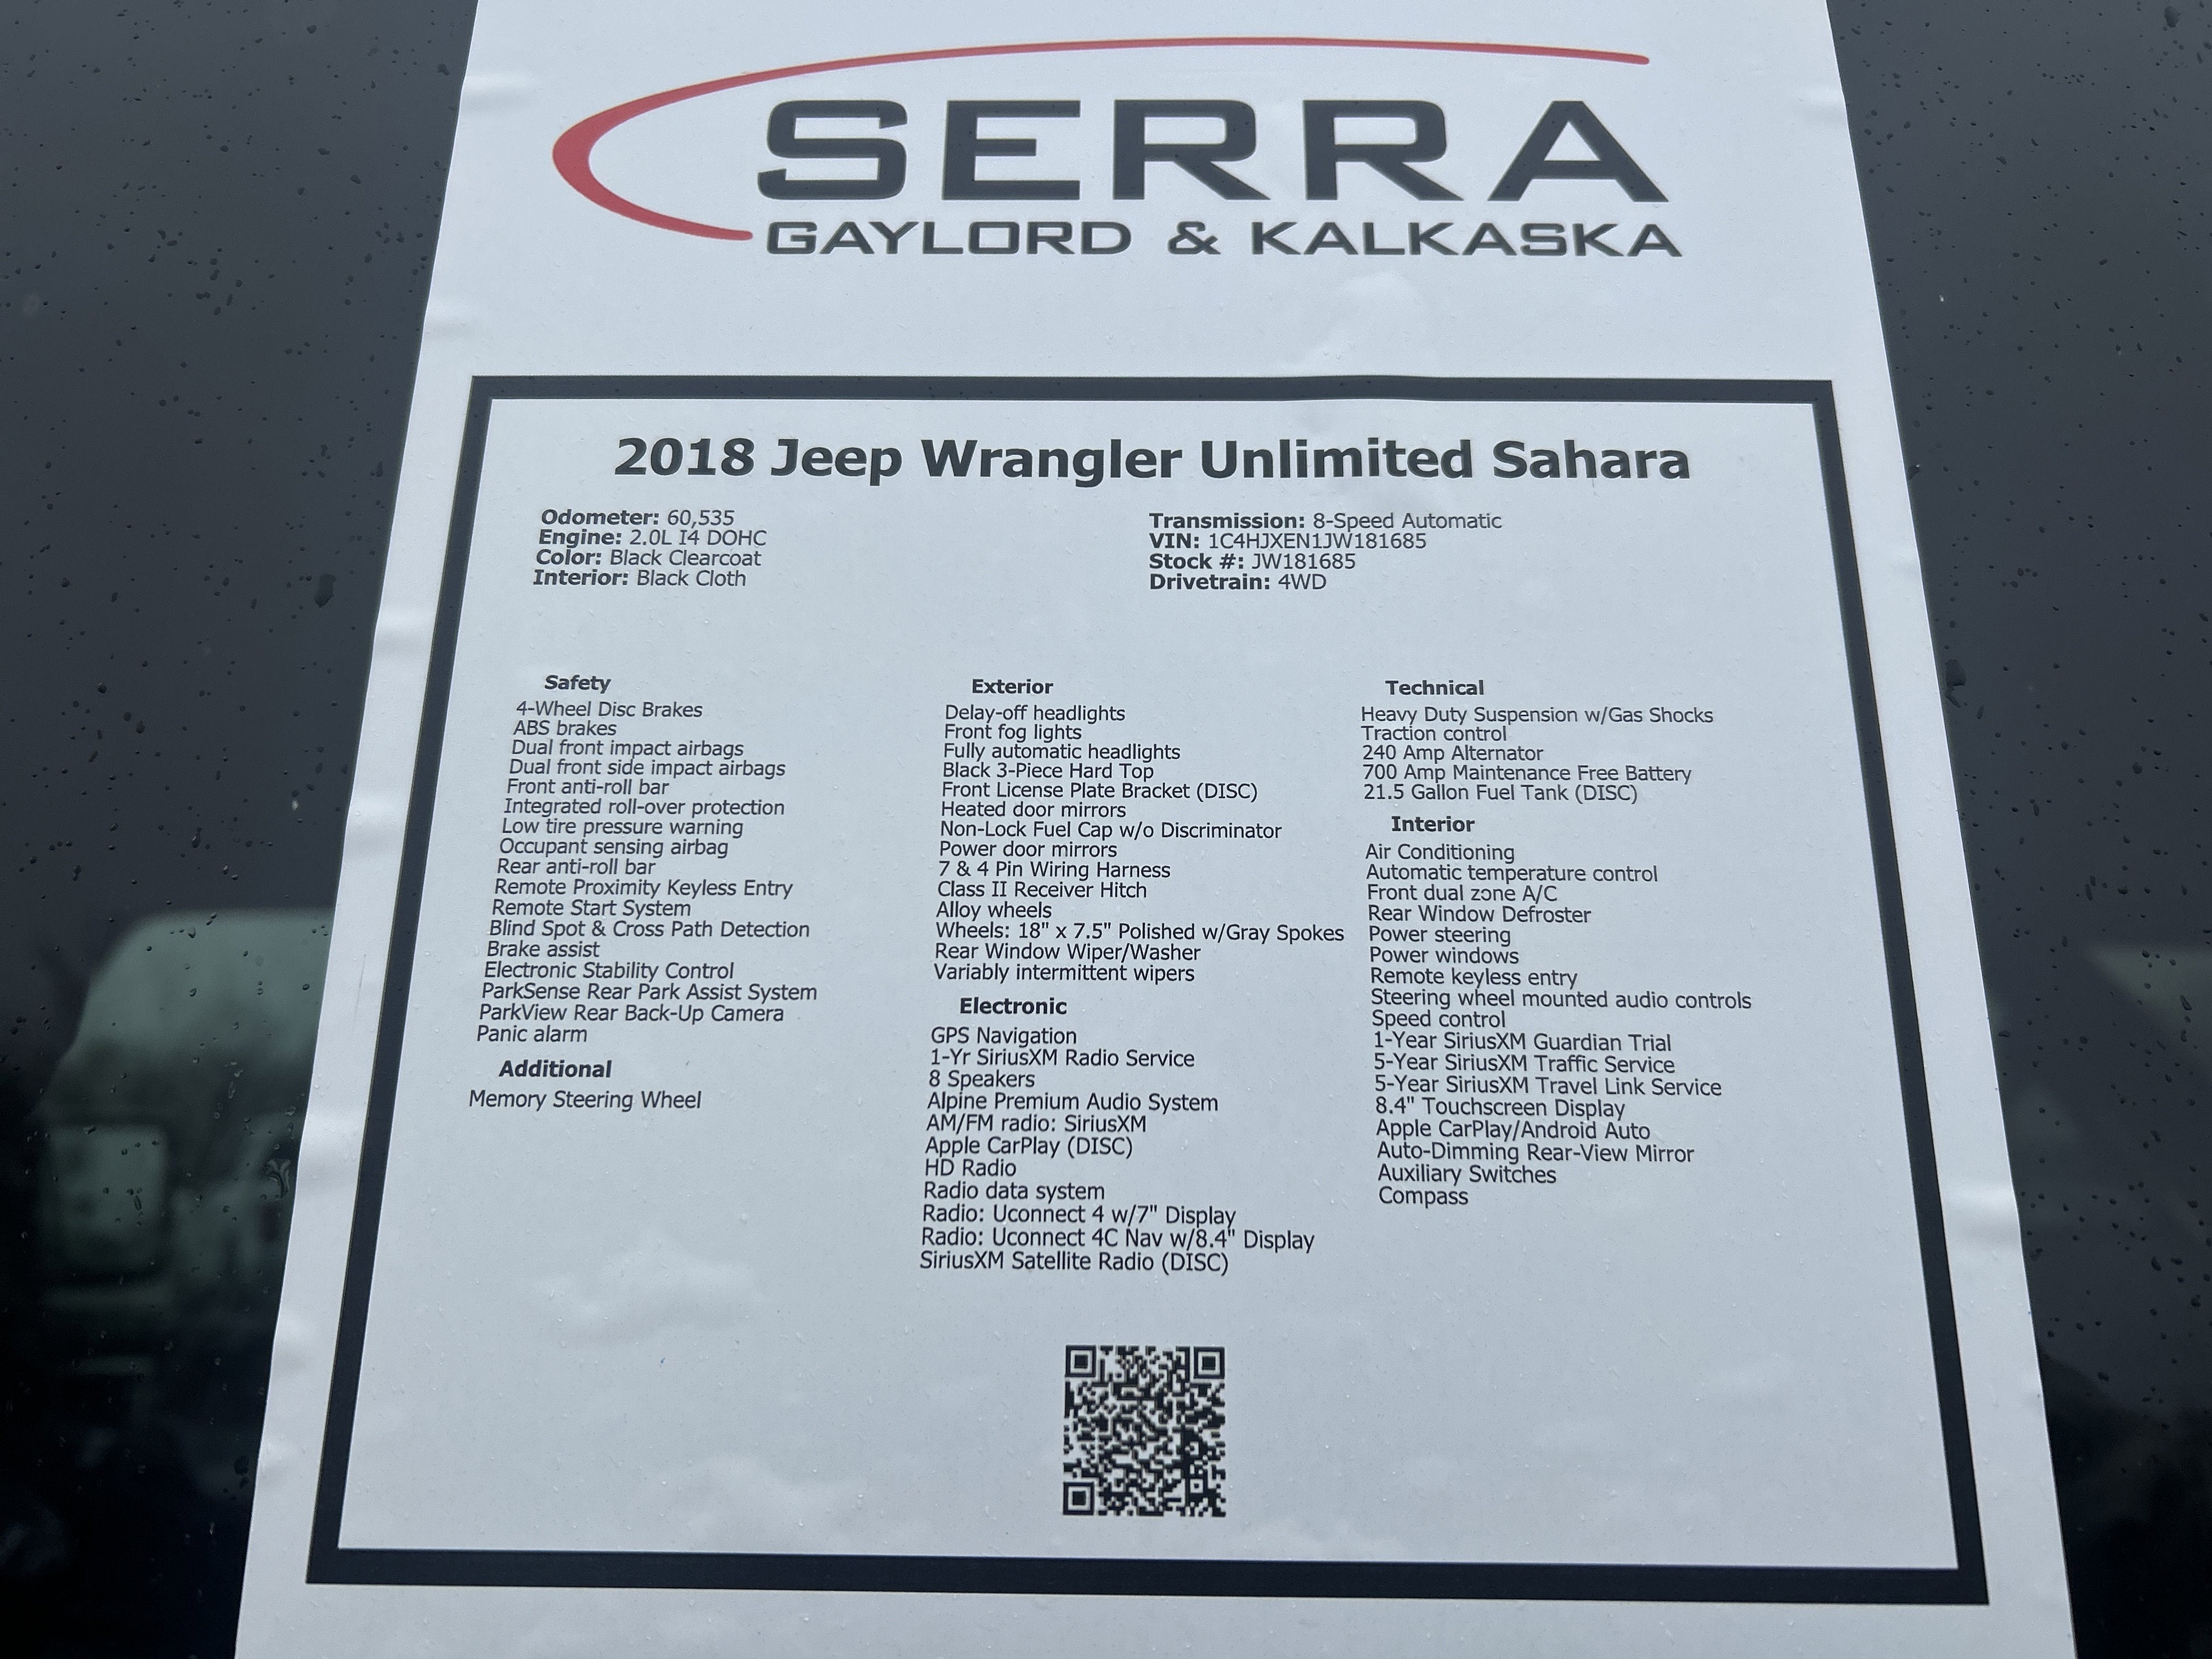 SERRA
GAYLORD & KALKASKA
2018 Jeep Wrangler Unlimited Sahara
Odometer: 60,535
Engine: 2.0L I4 DOHC
Color: Black Clearcoat
Interior: Black Cloth
Transmission: 8-Speed Automatic
VIN: 1C4HJXEN1JW181685
Stock #: JW181685
Drivetrain: 4WD
Safety
4-Wheel Disc Brakes
ABS brakes
Dual front impact airbags
Dual front side impact airbags
Front anti-roll bar
Integrated roll-over protection
Low tire pressure warning
Occupant sensing airbag
Rear anti-roll bar
Remote Proximity Keyless Entry
Remote Start System
Blind Spot & Cross Path Detection
Brake assist
Electronic Stability Control
ParkSense Rear Park Assist System
ParkView Rear Back-Up Camera
Panic alarm
Additional
Memory Steering Wheel
Exterior
Delay-off headlights
Front fog lights
Fully automatic headlights
Black 3-Piece Hard Top
Front License Plate Bracket (DISC)
Heated door mirrors
Non-Lock Fuel Cap w/o Discriminator
Power door mirrors
7 & 4 Pin Wiring Harness
Class II Receiver Hitch
Alloy wheels
Wheels: 18" x 7.5" Polished w/Gray Spokes
Rear Window Wiper/Washer
Variably intermittent wipers
Electronic
GPS Navigation
1-Yr SiriusXM Radio Service
8 Speakers
Alpine Premium Audio System
AM/FM radio: SiriusXM
Apple CarPlay (DISC)
HD Radio
Radio data system
Radio: Uconnect 4 w/7" Display
Radio: Uconnect 4C Nav w/8.4" Display
SiriusXM Satellite Radio (DISC)
Technical
Heavy Duty Suspension w/Gas Shocks
Traction control
240 Amp Alternator
700 Amp Maintenance Free Battery
21.5 Gallon Fuel Tank (DISC)
Interior
Air Conditioning
Automatic temperature control
Front dual zone A/C
Rear Window Defroster
Power steering
Power windows
Remote keyless entry
Steering wheel mounted audio controls
Speed control
1-Year SiriusXM Guardian Trial
5-Year SiriusXM Traffic Service
5-Year SiriusXM Travel Link Service
8.4" Touchscreen Display
Apple CarPlay/Android Auto
Auto-Dimming Rear-View Mirror
Auxiliary Switches
Compass